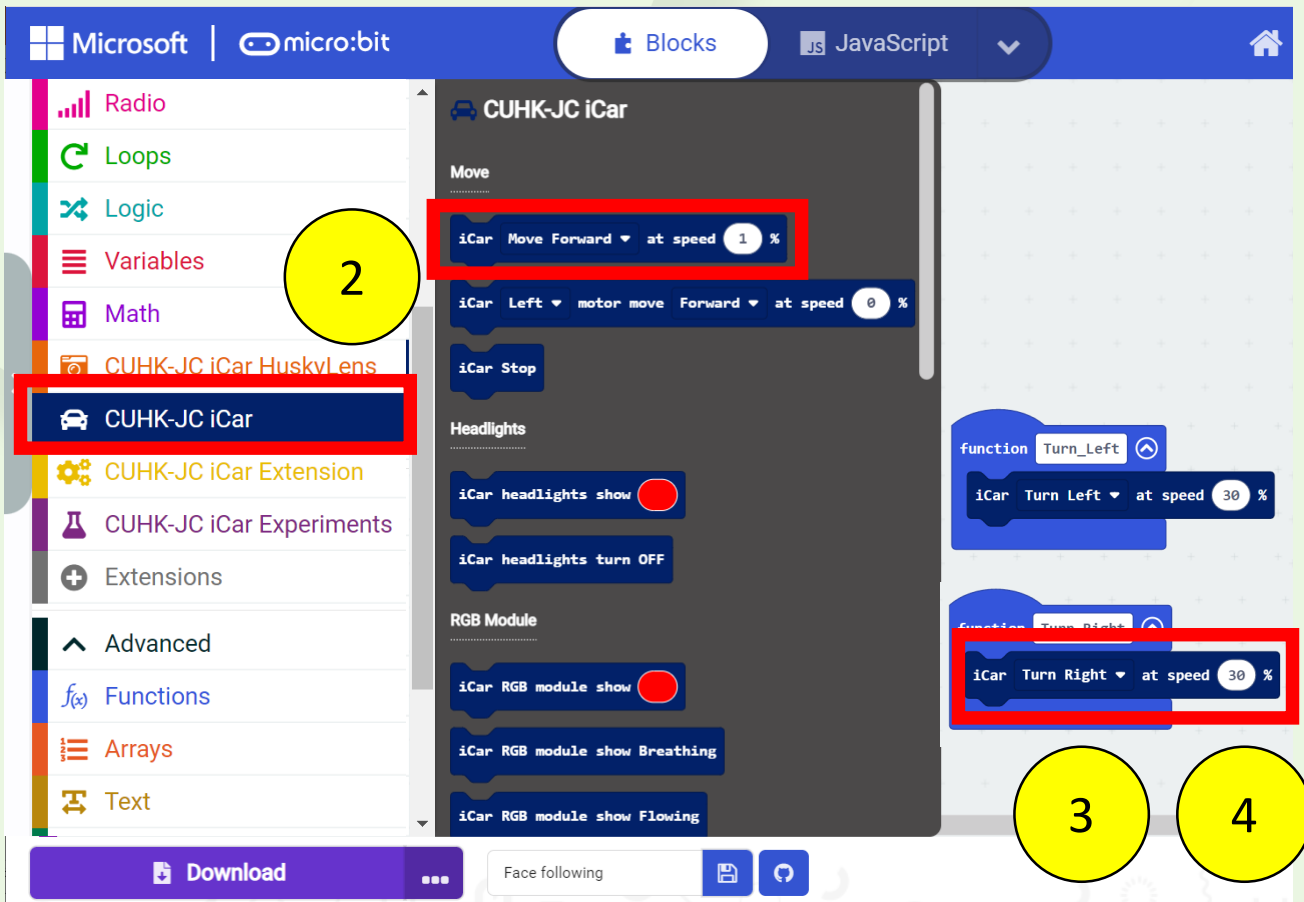 Microsoft | micro:bit
Blocks
JS JavaScript
Radio
Loops
Logic
Variables
Math
CUHK-JC iCar HuskyLens
CUHK-JC iCar
CUHK-JC iCar Extension
CUHK-JC iCar Experiments
Extensions
Advanced
f(x) Functions
Arrays
Text
2
CUHK-JC iCar
Move
iCar Move Forward at speed 1 %
iCar Left motor move Forward at speed 0 %
iCar Stop
Headlights
iCar headlights show
iCar headlights turn OFF
RGB Module
iCar RGB module show
iCar RGB module show Breathing
iCar RGB module show Flowing
function Turn_Left
iCar Turn Left at speed 30 %
function Turn_Right
iCar Turn Right at speed 30 %
3
4
Download
Face following